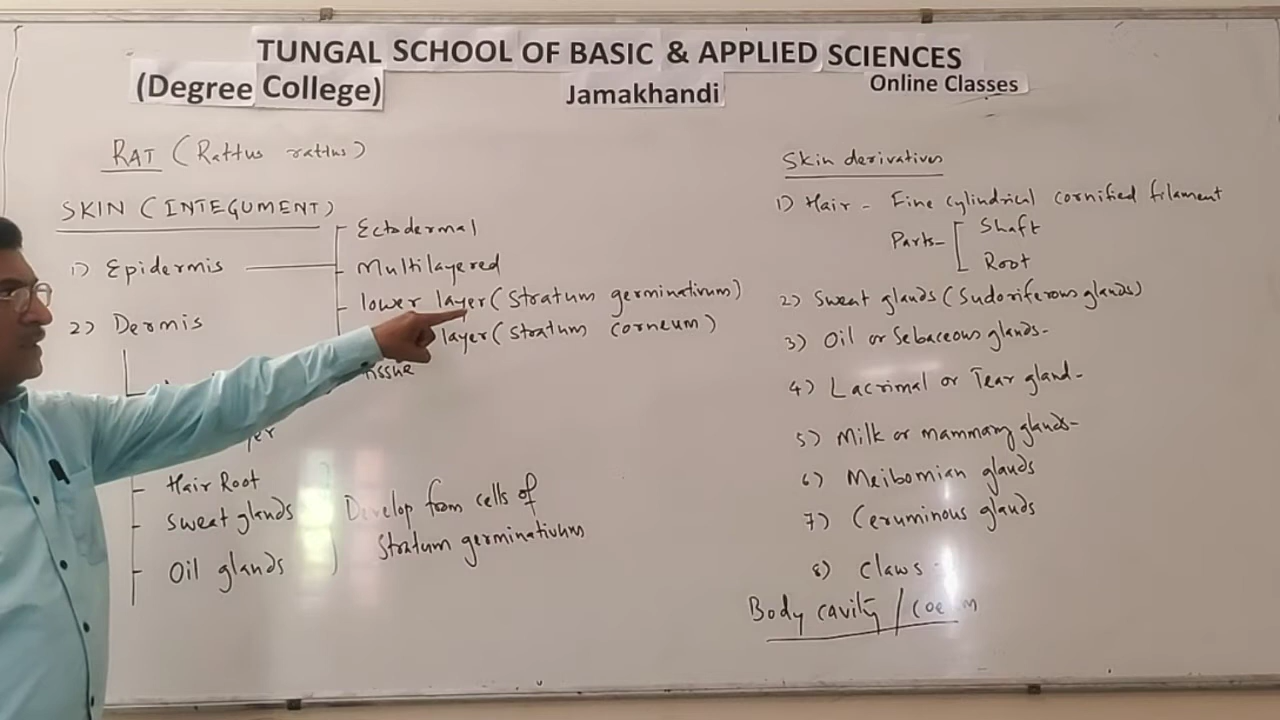 TUNGAL SCHOOL OF BASIC & APPLIED SCIENCES
(Degree College)
Jamakhandi
Online Classes
RAT (Rattus rattus)
SKIN (INTEGUMENT)
1) Epidermis
Ectodermal
Multilayered
lower layer (Stratum germinativum)
layer (Stratum corneum)
2) Dermis
Hair Root
Sweat glands
Oil glands
Develop from cells of
Stratum germinativum
Skin derivatives
1) Hair - Fine cylindrical cornified filament
Parts- Shaft
Root
2) Sweat glands (Sudoriferous glands)
3) Oil or Sebaceous glands-
4) Lacrimal or Tear gland-
5) Milk or mammary glands-
6) Meibomian glands
7) Ceruminous glands
8) Claws -
Body cavity /